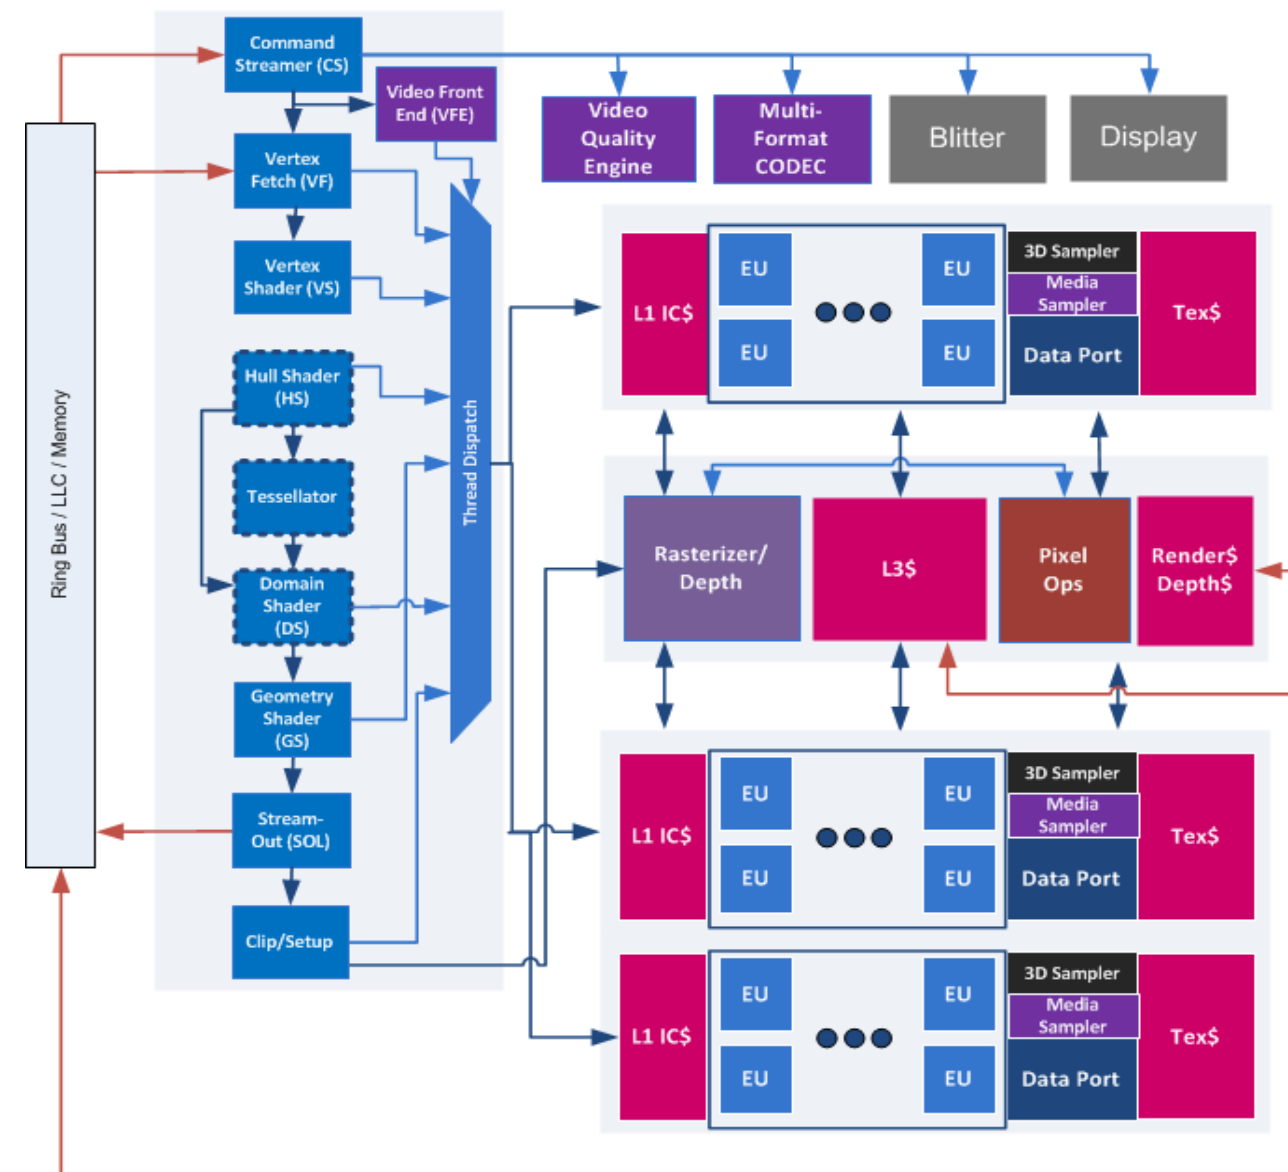 Command
Streamer (CS)
Video Front
End (VFE)
Video
Quality
Engine
Multi-
Format
CODEC
Blitter
Display
Ring Bus / LLC / Memory
Vertex
Fetch (VF)
Vertex
Shader (VS)
Hull Shader
(HS)
Tessellator
Domain
Shader
(DS)
Geometry
Shader
(GS)
Stream-
Out (SOL)
Clip/Setup
Thread Dispatch
L1 IC$
EU
EU
EU
EU
3D Sampler
Media
Sampler
Data Port
Tex$
Rasterizer/
Depth
L3$
Pixel
Ops
Render$
Depth$
L1 IC$
EU
EU
EU
EU
3D Sampler
Media
Sampler
Data Port
Tex$
L1 IC$
EU
EU
EU
EU
3D Sampler
Media
Sampler
Data Port
Tex$